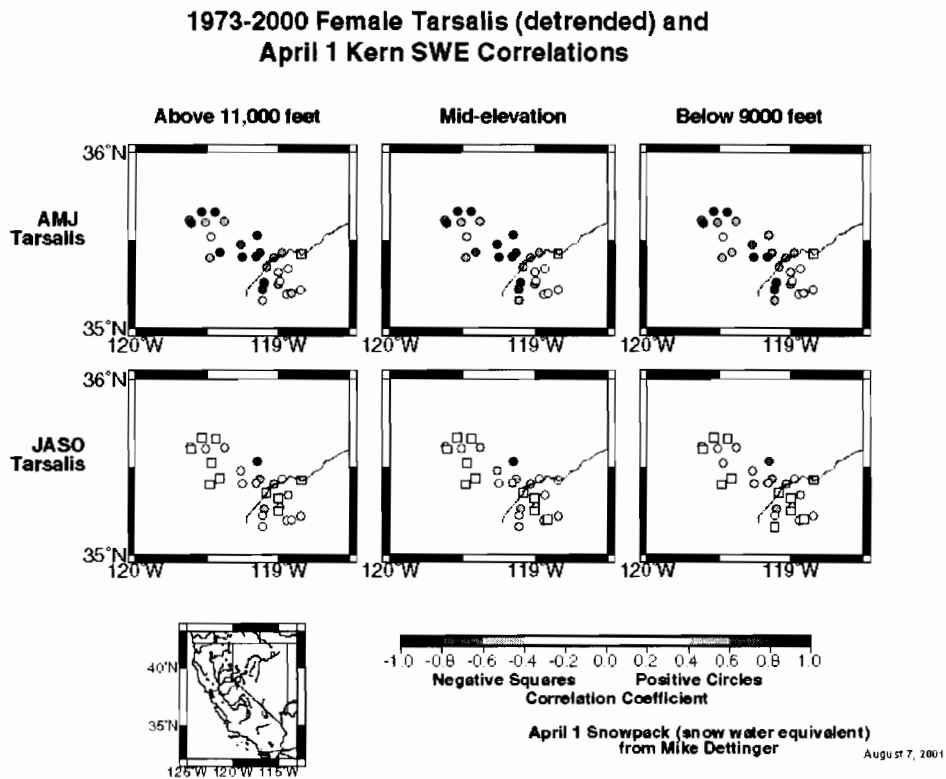 1973-2000 Female Tarsalis (detrended) and
April 1 Kern SWE Correlations
Above 11,000 feet
Mid-elevation
Below 9000 feet
36°N
AMJ
Tarsalis
35°N
120°W 119°W 120°W 119°W 120°W 119°W
36°N
JASO
Tarsalis
35°N
120°W 119°W 120°W 119°W 120°W 119°W
40°N
35°N
125°W 120°W 115°W
-1.0 -0.8 -0.6 -0.4 -0.2 0.0 0.2 0.4 0.6 0.8 1.0
Negative Squares Positive Circles
Correlation Coefficient
April 1 Snowpack (snow water equivalent)
from Mike Dettinger
August 7, 2001